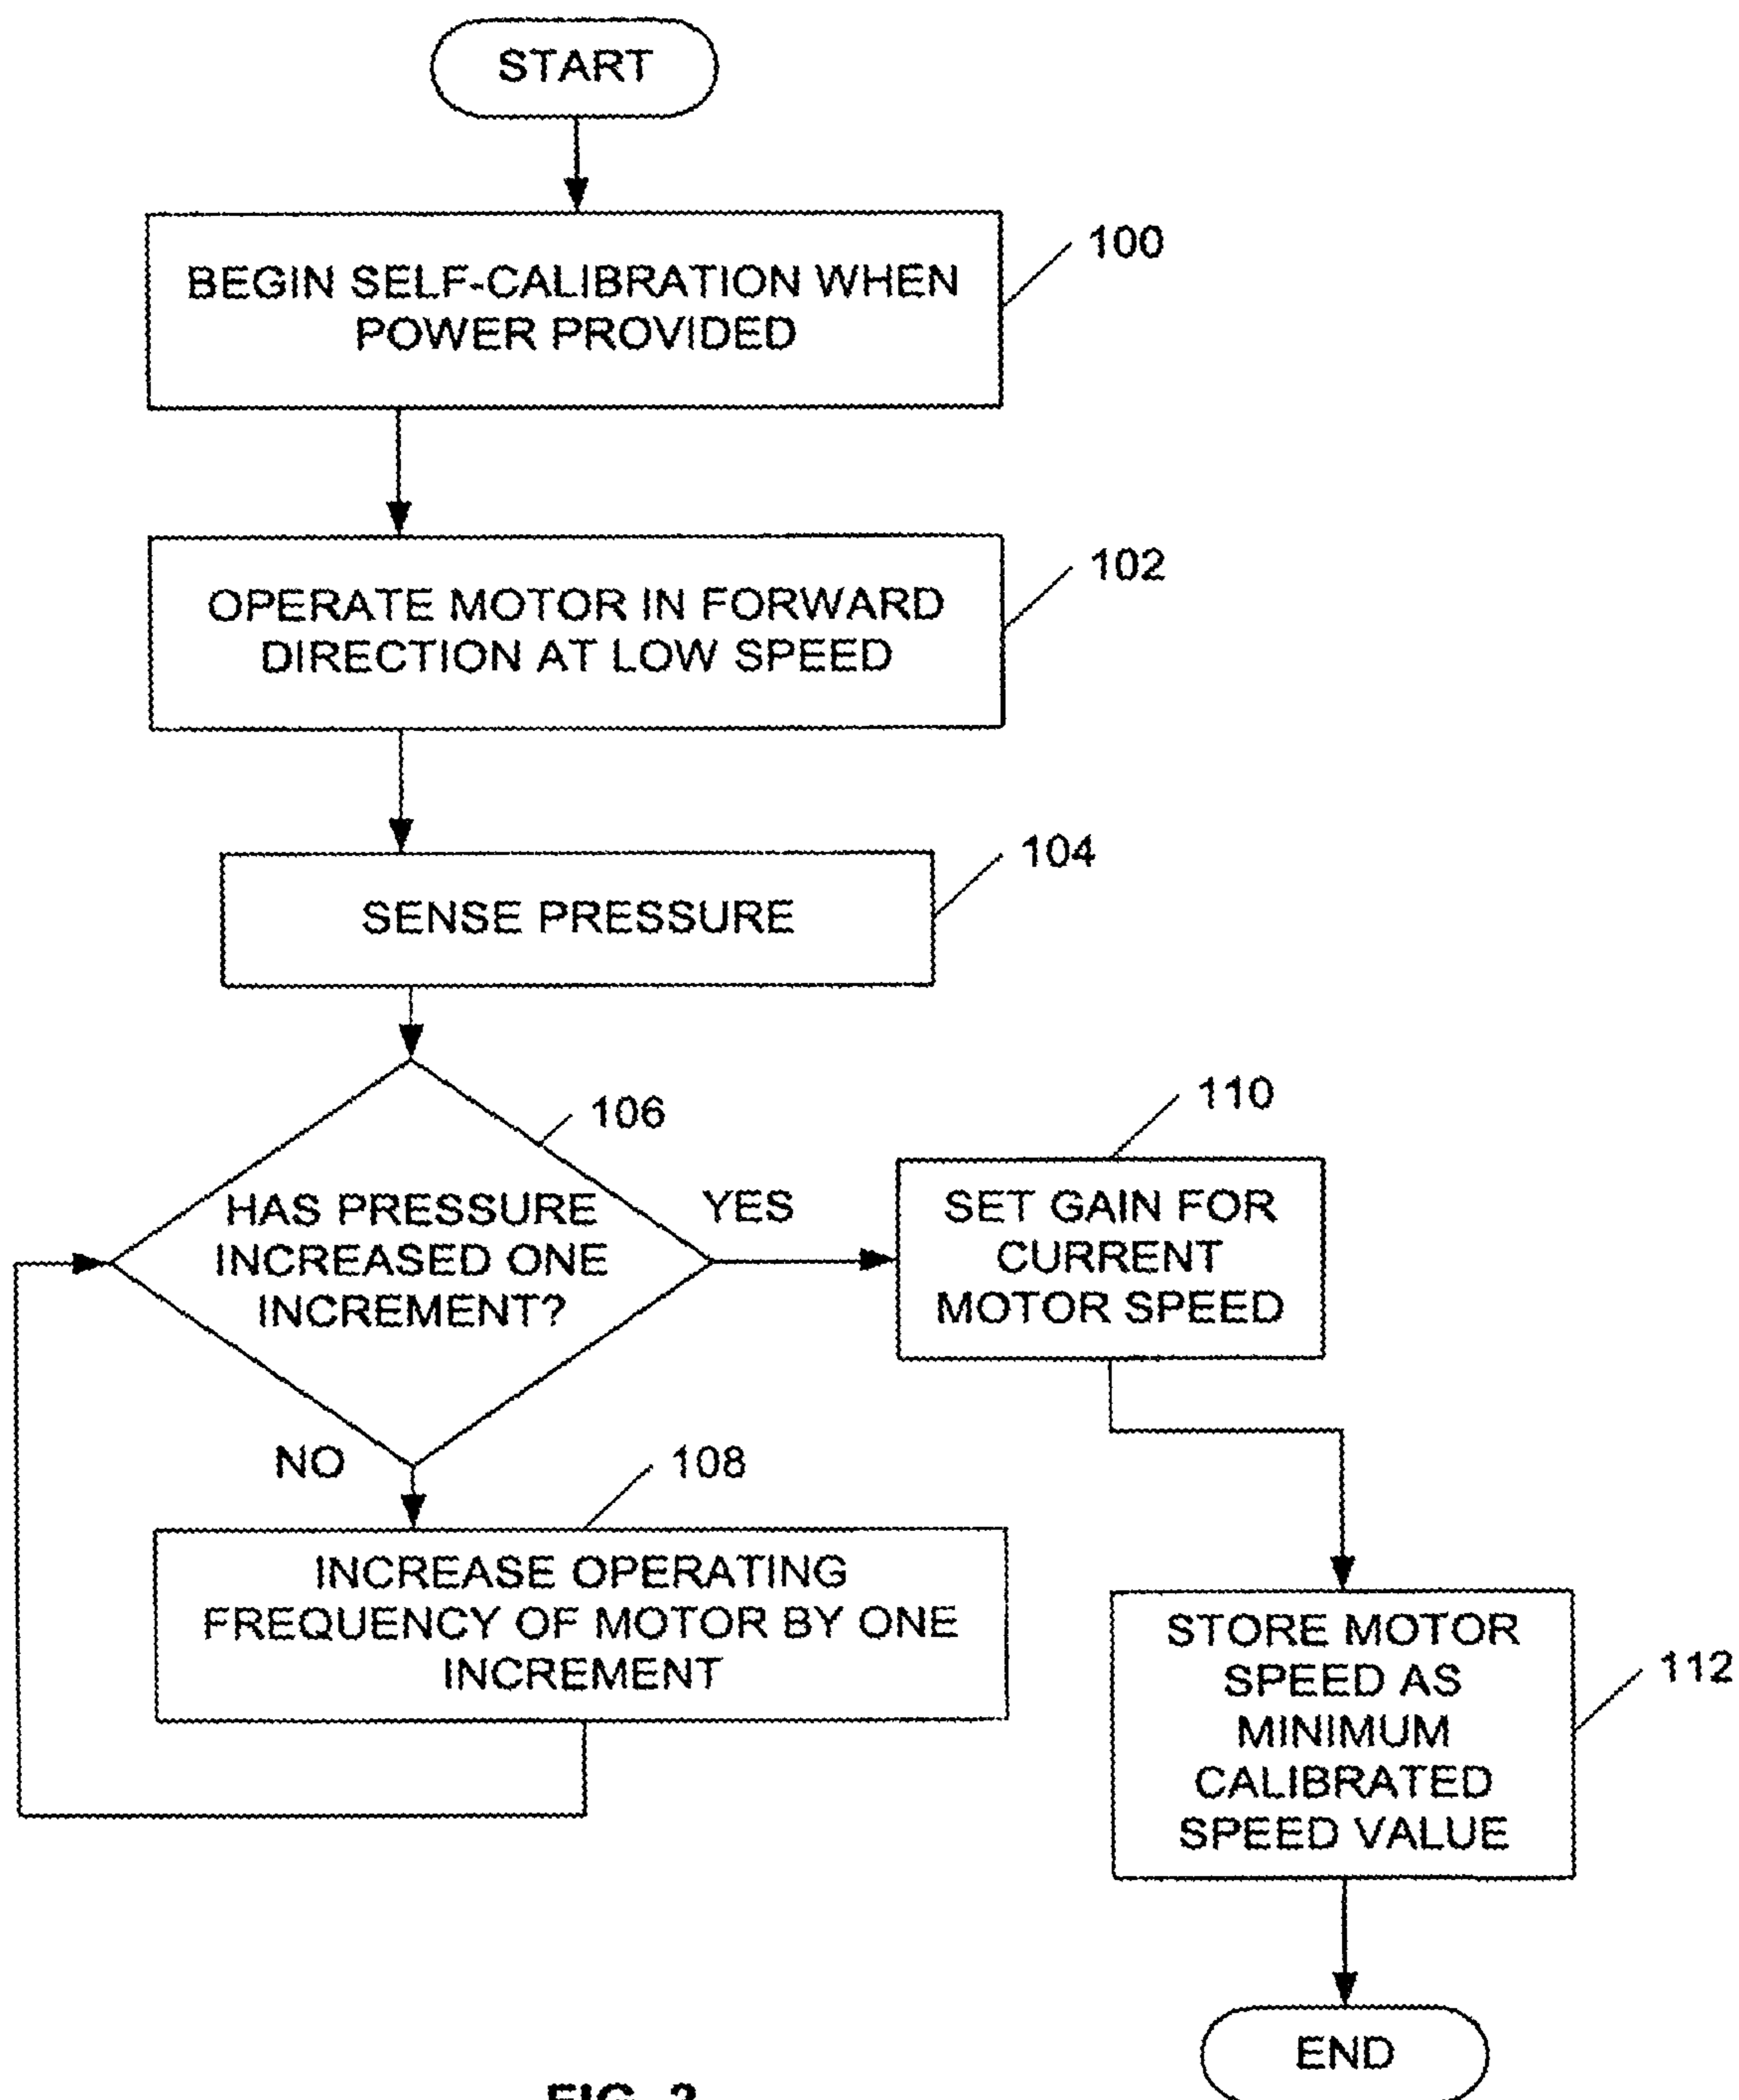 START
BEGIN SELF-CALIBRATION WHEN
POWER PROVIDED
100
OPERATE MOTOR IN FORWARD
DIRECTION AT LOW SPEED
102
SENSE PRESSURE
104
HAS PRESSURE
INCREASED ONE
INCREMENT?
106
YES
NO
SET GAIN FOR
CURRENT
MOTOR SPEED
110
INCREASE OPERATING
FREQUENCY OF MOTOR BY ONE
INCREMENT
108
STORE MOTOR
SPEED AS
MINIMUM
CALIBRATED
SPEED VALUE
112
END